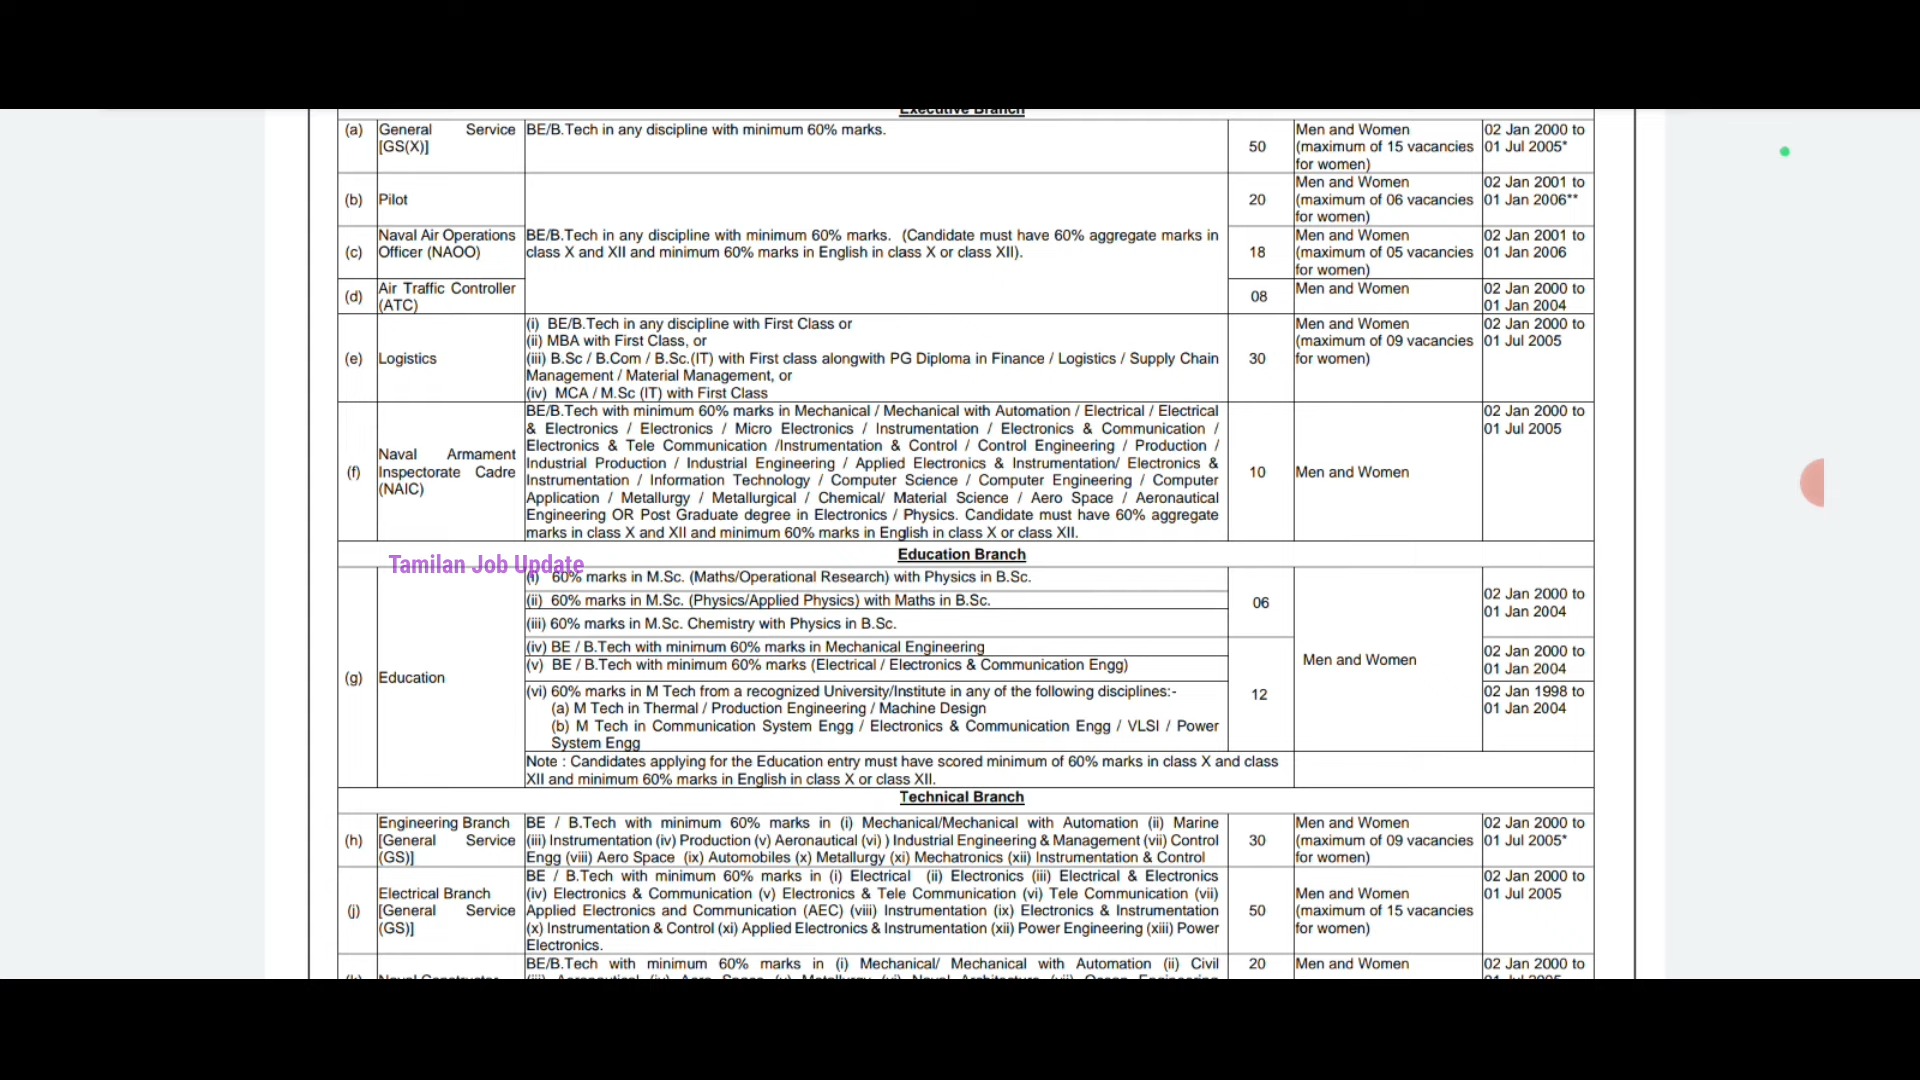 Executive Branch
(a) General Service BE/B.Tech in any discipline with minimum 60% marks. Men and Women 02 Jan 2000 to
[GS(X)] 50 (maximum of 15 vacancies 01 Jul 2005*
for women)
Men and Women 02 Jan 2001 to
(b) Pilot 20 (maximum of 06 vacancies 01 Jan 2006**
for women)
Naval Air Operations BE/B.Tech in any discipline with minimum 60% marks. (Candidate must have 60% aggregate marks in Men and Women 02 Jan 2001 to
(c) Officer (NAOO) class X and XII and minimum 60% marks in English in class X or class XII). 18 (maximum of 05 vacancies 01 Jan 2006
for women)
(d) Air Traffic Controller 08 Men and Women 02 Jan 2000 to
(ATC) 01 Jan 2004
(i) BE/B.Tech in any discipline with First Class or Men and Women 02 Jan 2000 to
(ii) MBA with First Class, or (maximum of 09 vacancies 01 Jul 2005
(e) Logistics (iii) B.Sc / B.Com / B.Sc.(IT) with First class alongwith PG Diploma in Finance / Logistics / Supply Chain 30 for women)
Management / Material Management, or
(iv) MCA / M.Sc (IT) with First Class
BE/B.Tech with minimum 60% marks in Mechanical / Mechanical with Automation / Electrical / Electrical 02 Jan 2000 to
& Electronics / Electronics / Micro Electronics / Instrumentation / Electronics & Communication / 01 Jul 2005
Electronics & Tele Communication /Instrumentation & Control / Control Engineering / Production /
Naval Armament Industrial Production / Industrial Engineering / Applied Electronics & Instrumentation/ Electronics &
(f) Inspectorate Cadre Instrumentation / Information Technology / Computer Science / Computer Engineering / Computer 10 Men and Women
(NAIC) Application / Metallurgy / Metallurgical / Chemical/ Material Science / Aero Space / Aeronautical
Engineering OR Post Graduate degree in Electronics / Physics. Candidate must have 60% aggregate
marks in class X and XII and minimum 60% marks in English in class X or class XII.
Education Branch
Tamilan Job Update
(i) 60% marks in M.Sc. (Maths/Operational Research) with Physics in B.Sc.
(ii) 60% marks in M.Sc. (Physics/Applied Physics) with Maths in B.Sc. 06 02 Jan 2000 to
(iii) 60% marks in M.Sc. Chemistry with Physics in B.Sc. 01 Jan 2004
(iv) BE / B.Tech with minimum 60% marks in Mechanical Engineering 02 Jan 2000 to
(v) BE / B.Tech with minimum 60% marks (Electrical / Electronics & Communication Engg) Men and Women 01 Jan 2004
(g) Education
(vi) 60% marks in M Tech from a recognized University/Institute in any of the following disciplines:- 12 02 Jan 1998 to
(a) M Tech in Thermal / Production Engineering / Machine Design 01 Jan 2004
(b) M Tech in Communication System Engg / Electronics & Communication Engg / VLSI / Power
System Engg
Note : Candidates applying for the Education entry must have scored minimum of 60% marks in class X and class
XII and minimum 60% marks in English in class X or class XII.
Technical Branch
Engineering Branch BE / B.Tech with minimum 60% marks in (i) Mechanical/Mechanical with Automation (ii) Marine Men and Women 02 Jan 2000 to
(h) [General Service (iii) Instrumentation (iv) Production (v) Aeronautical (vi) ) Industrial Engineering & Management (vii) Control 30 (maximum of 09 vacancies 01 Jul 2005*
(GS)] Engg (viii) Aero Space (ix) Automobiles (x) Metallurgy (xi) Mechatronics (xii) Instrumentation & Control for women)
BE / B.Tech with minimum 60% marks in (i) Electrical (ii) Electronics (iii) Electrical & Electronics 02 Jan 2000 to
Electrical Branch (iv) Electronics & Communication (v) Electronics & Tele Communication (vi) Tele Communication (vii) Men and Women 01 Jul 2005
(j) [General Service Applied Electronics and Communication (AEC) (viii) Instrumentation (ix) Electronics & Instrumentation 50 (maximum of 15 vacancies
(GS)] (x) Instrumentation & Control (xi) Applied Electronics & Instrumentation (xii) Power Engineering (xiii) Power for women)
Electronics.
BE/B.Tech with minimum 60% marks in (i) Mechanical/ Mechanical with Automation (ii) Civil 20 Men and Women 02 Jan 2000 to